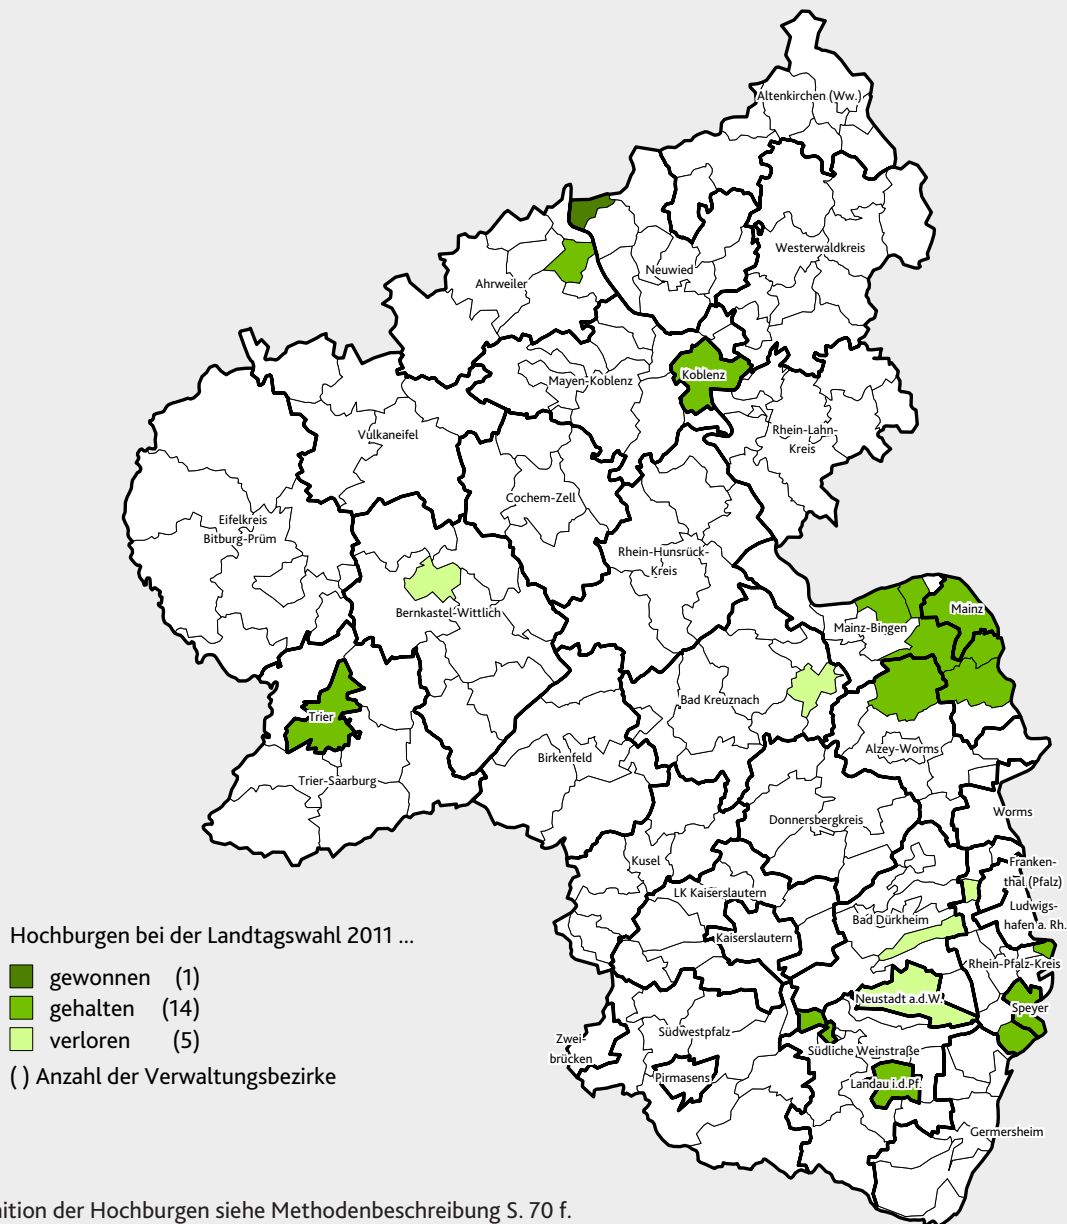 Altenkirchen (Ww.)
Westerwaldkreis
Neuwied
Ahrweiler
Koblenz
Mayen-Koblenz
Rhein-Lahn-
Kreis
Vulkaneifel
Cochem-Zell
Eifelkreis
Bitburg-Prüm
Rhein-Hunsrück-
Kreis
Bernkastel-Wittlich
Mainz
Mainz-Bingen
Bad Kreuznach
Trier
Alzey-Worms
Birkenfeld
Trier-Saarburg
Worms
Donnersbergkreis
Kusel
Franken-
thal (Pfalz)
LK Kaiserslautern
Ludwigs-
hafen a. Rh.
Bad Dürkheim
Kaiserslautern
Rhein-Pfalz-Kreis
Neustadt a.d.W.
Speyer
Südwestpfalz
Zwei-
brücken
Südliche Weinstraße
Pirmasens
Landau i.d.Pf.
Germersheim
Hochburgen bei der Landtagswahl 2011 ...
gewonnen (1)
gehalten (14)
verloren (5)
( ) Anzahl der Verwaltungsbezirke
nition der Hochburgen siehe Methodenbeschreibung S. 70 f.